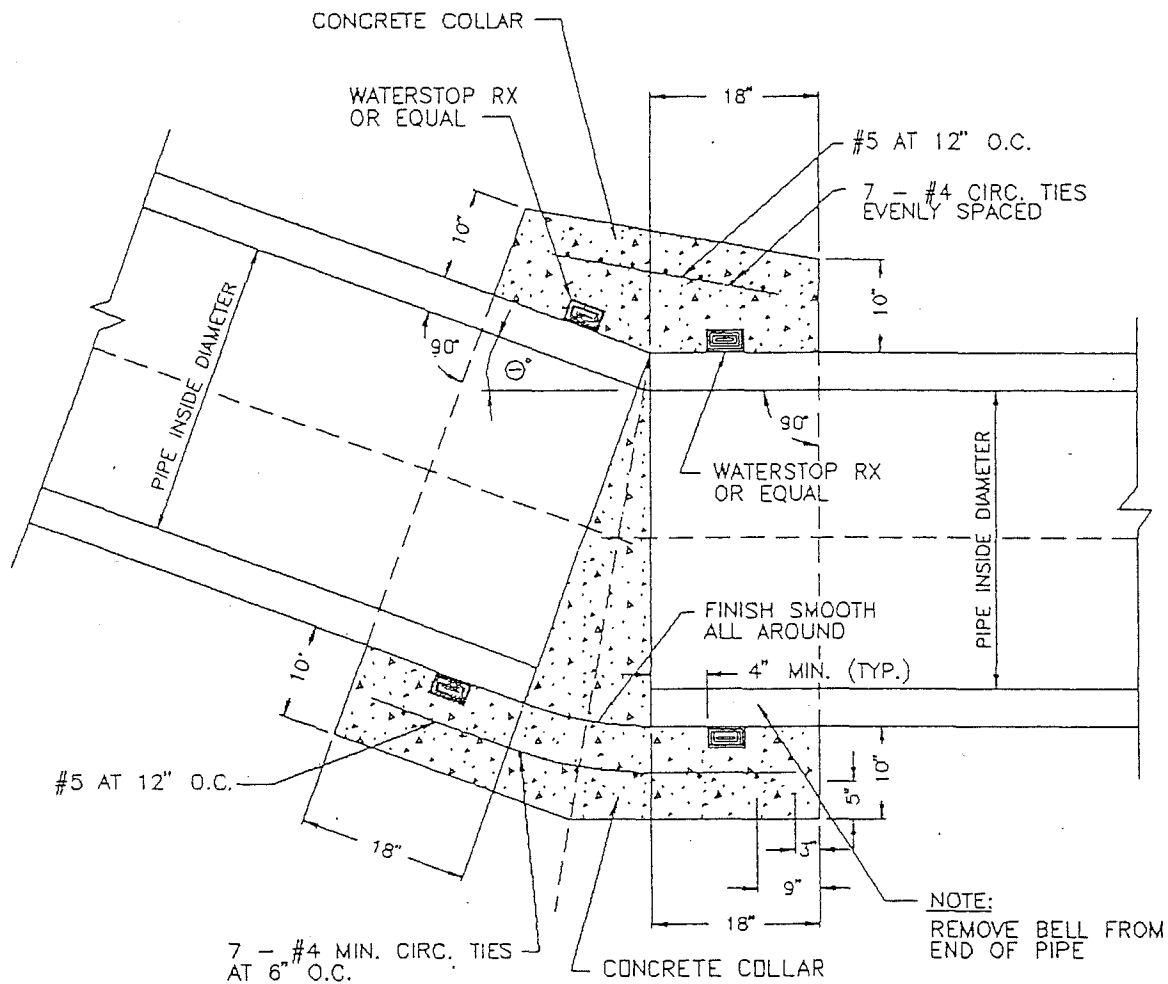 CONCRETE COLLAR
WATERSTOP RX
OR EQUAL
18"
#5 AT 12" O.C.
7 - #4 CIRC. TIES
EVENLY SPACED
10"
10"
PIPE INSIDE DIAMETER
90°
1°
90°
PIPE INSIDE DIAMETER
WATERSTOP RX
OR EQUAL
FINISH SMOOTH
ALL AROUND
4" MIN. (TYP.)
10'
#5 AT 12" O.C.
10"
5"
3"
18"
9"
18"
NOTE:
REMOVE BELL FROM
END OF PIPE
7 - #4 MIN. CIRC. TIES
AT 6" O.C.
CONCRETE COLLAR